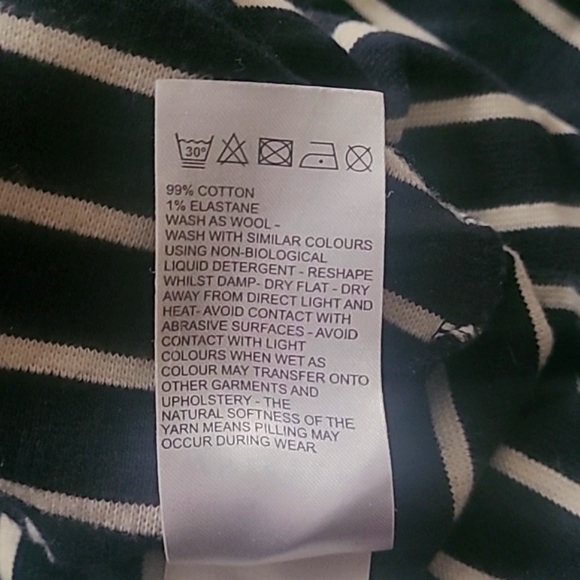 30°
99% COTTON
1% ELASTANE
WASH AS WOOL -
WASH WITH SIMILAR COLOURS
USING NON-BIOLOGICAL
LIQUID DETERGENT - RESHAPE
WHILST DAMP- DRY FLAT - DRY
AWAY FROM DIRECT LIGHT AND
HEAT- AVOID CONTACT WITH
ABRASIVE SURFACES - AVOID
CONTACT WITH LIGHT
COLOURS WHEN WET AS
COLOUR MAY TRANSFER ONTO
OTHER GARMENTS AND
UPHOLSTERY - THE
NATURAL SOFTNESS OF THE
YARN MEANS PILLING MAY
OCCUR DURING WEAR